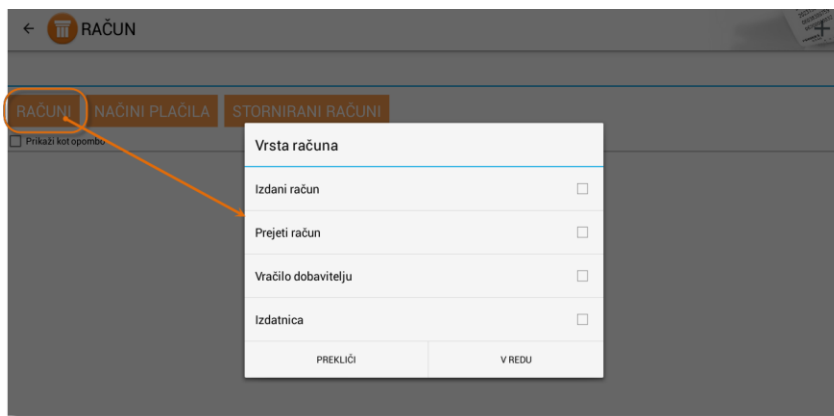 RAČUN
RAČUNI NAČINI PLAČILA STORNIRANI RAČUNI
Prikaži kot opombo
Vrsta računa
Izdani račun
Prejeti račun
Vračilo dobavitelju
Izdatnica
PREKLIČI V REDU